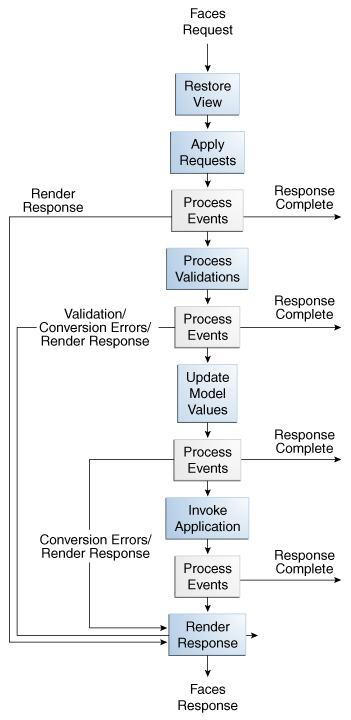 Faces
Request
Restore
View
Apply
Requests
Render
Response
Process
Events
Response
Complete
Process
Validations
Validation/
Conversion Errors/
Render Response
Process
Events
Response
Complete
Update
Model
Values
Process
Events
Response
Complete
Invoke
Application
Conversion Errors/
Render Response
Process
Events
Response
Complete
Render
Response
Faces
Response